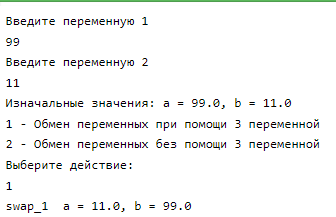 Введите переменную 1
99
Введите переменную 2
11
Изначальные значения: a = 99.0, b = 11.0
1 - Обмен переменных при помощи 3 переменной
2 - Обмен переменных без помощи 3 переменной
Выберите действие:
1
swap_1  a = 11.0, b = 99.0